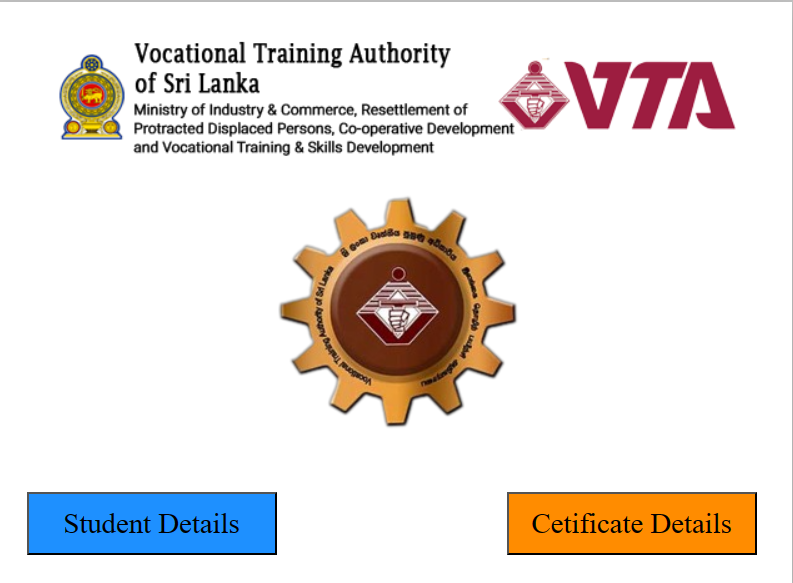 Vocational Training Authority
of Sri Lanka
Ministry of Industry & Commerce, Resettlement of
Protracted Displaced Persons, Co-operative Development
and Vocational Training & Skills Development
VTA
ශ්‍රී ලංකා වෘත්තීය පුහුණු අධිකාරිය
Vocational Training Authority of Sri Lanka
Student Details
Cetificate Details